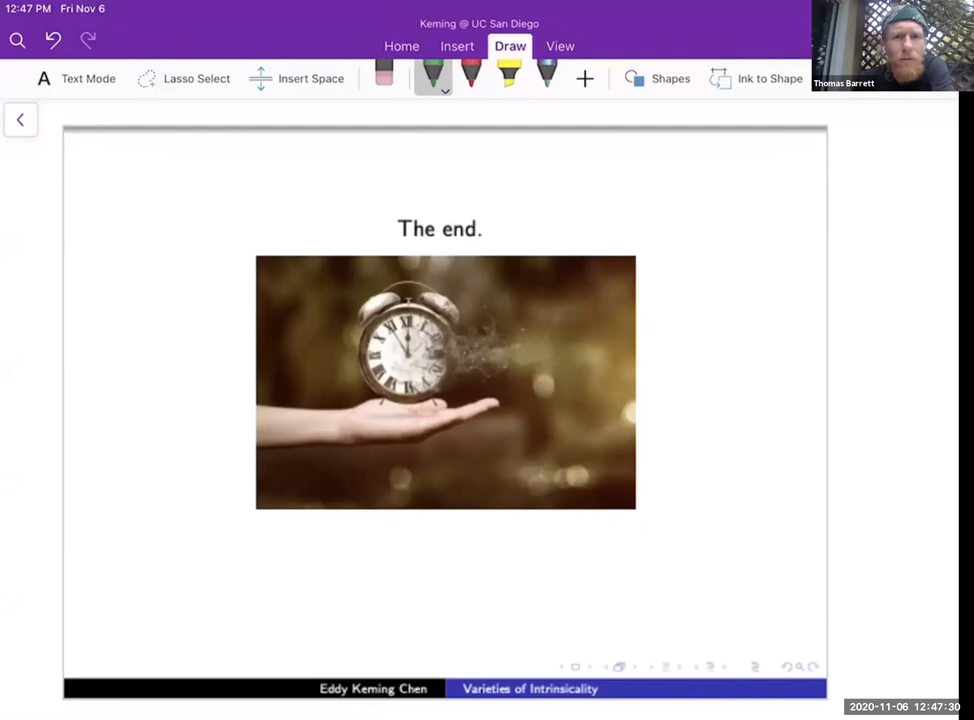 12:47 PM Fri Nov 6
Keming @ UC San Diego
Home Insert Draw View
A Text Mode Lasso Select Insert Space Shapes Ink to Shape
Thomas Barrett
The end.
Eddy Keming Chen Varieties of Intrinsicality
2020-11-06 12:47:30